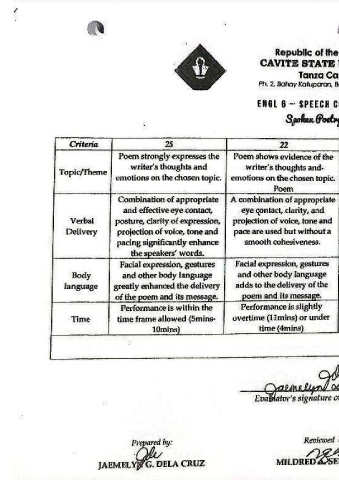 Republic of the
CAVITE STATE
Tanza Ca
Ph. 2, Bahay Katuparan, B
ENGL 6 – SPEECH C
Spoken Poetry
Criteria 25 22
Topic/Theme
Poem strongly expresses the
writer's thoughts and
emotions on the chosen topic.
Poem shows evidence of the
writer's thoughts and
emotions on the chosen topic.
Poem
Verbal
Delivery
Combination of appropriate
and effective eye contact,
posture, clarity of expression,
projection of voice, tone and
pacing significantly enhance
the speakers' words.
A combination of appropriate
eye contact, clarity, and
projection of voice, tone and
pace are used but without a
smooth cohesiveness.
Body
language
Facial expression, gestures
and other body language
greatly enhanced the delivery
of the poem and its message.
Facial expression, gestures
and other body language
adds to the delivery of the
poem and its message.
Time
Performance is within the
time frame allowed (5mins-
10mins)
Performance is slightly
overtime (11mins) or under
time (4mins)
Jaemelyn
Evaluator's signature o
Prepared by:
JAEMELYN G. DELA CRUZ
Reviewed
MILDRED